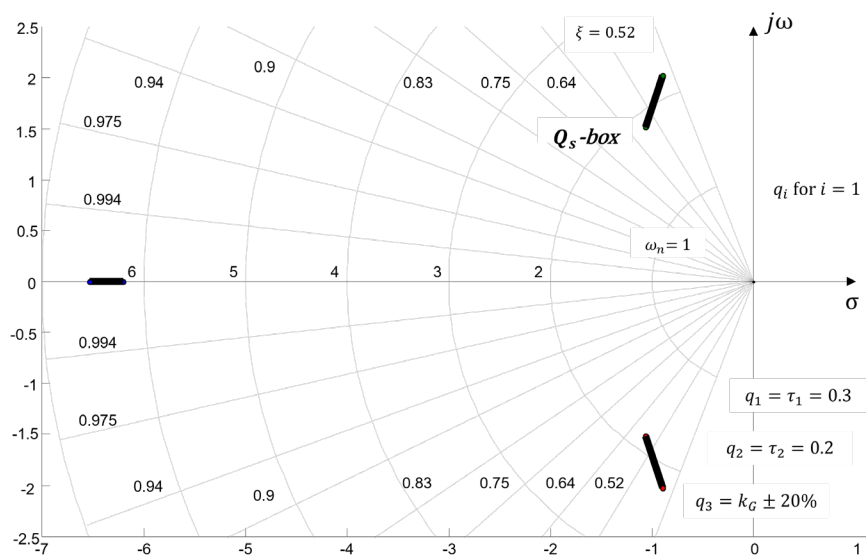 2.5
jω
ξ = 0.52
0.94 0.9 0.83 0.75 0.64
2
1.5
0.975
Qs-box
1
0.994
qi for i = 1
0.5
ωn = 1
0
6 5 4 3 2
σ
-0.5
0.994
-1
q1 = τ1 = 0.3
0.975
-1.5
q2 = τ2 = 0.2
-2
0.94 0.9 0.83 0.75 0.64 0.52
q3 = kG ± 20%
-2.5
-7 -6 -5 -4 -3 -2 -1 0 1